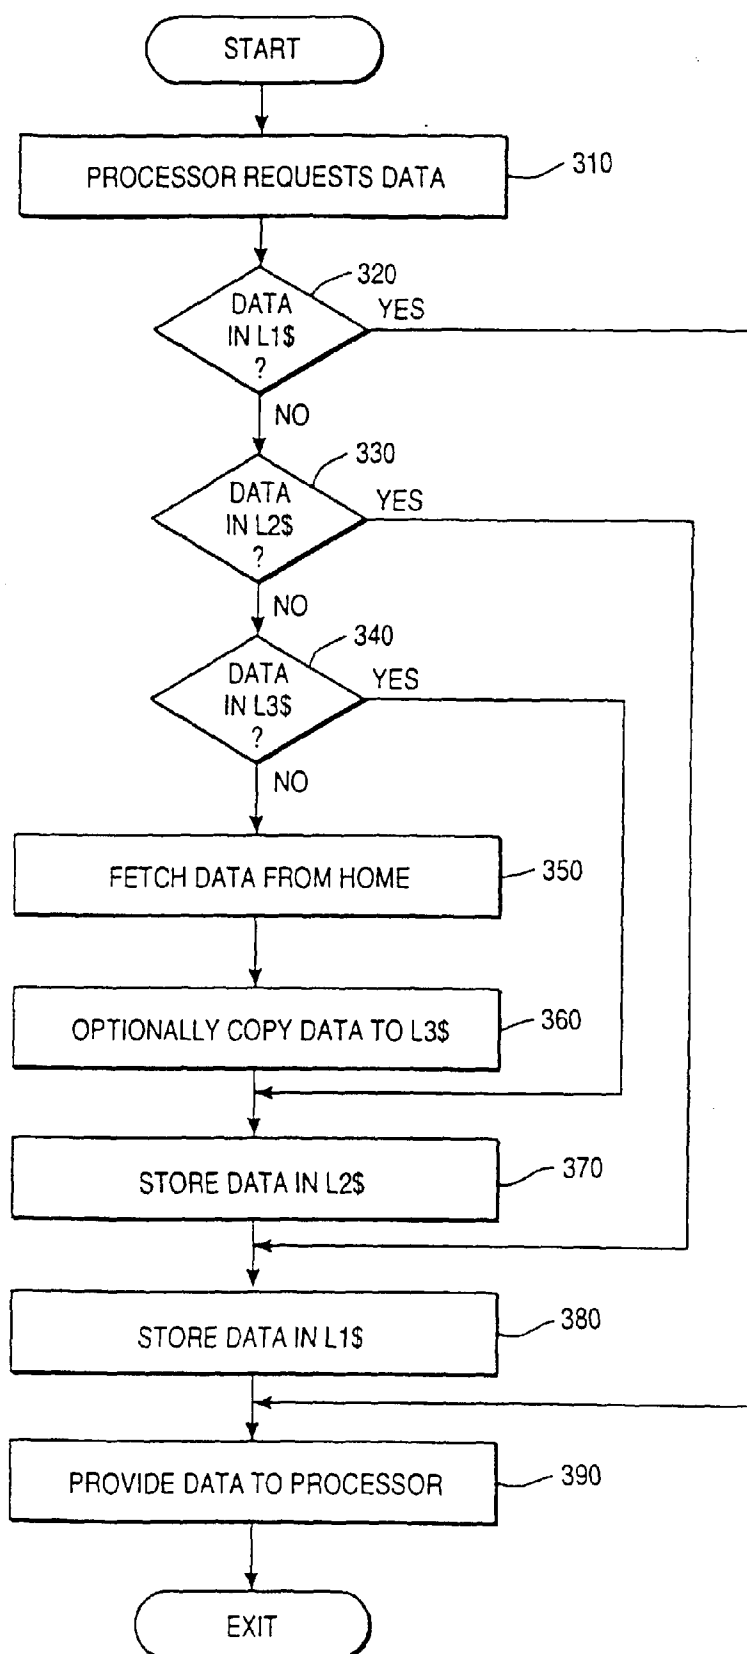 START
PROCESSOR REQUESTS DATA
310
320
DATA
IN L1$
?
YES
NO
330
DATA
IN L2$
?
YES
NO
340
DATA
IN L3$
?
YES
NO
FETCH DATA FROM HOME
350
OPTIONALLY COPY DATA TO L3$
360
STORE DATA IN L2$
370
STORE DATA IN L1$
380
PROVIDE DATA TO PROCESSOR
390
EXIT